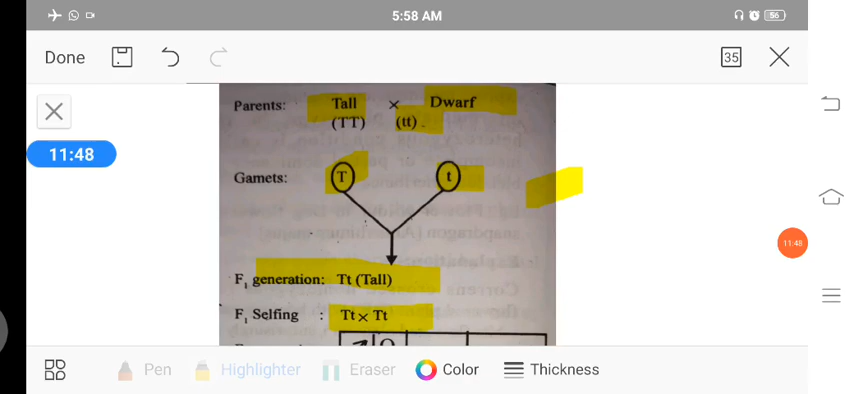 5:58 AM
56
Done
35
11:48
Parents: Tall × Dwarf
(TT) (tt)
Gamets: T t
11:48
F1 generation: Tt (Tall)
F1 Selfing : Tt × Tt
Pen Highlighter Eraser Color Thickness